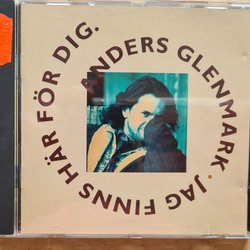 ANDERS GLENMARK · JAG FINNS HÄR FÖR DIG.